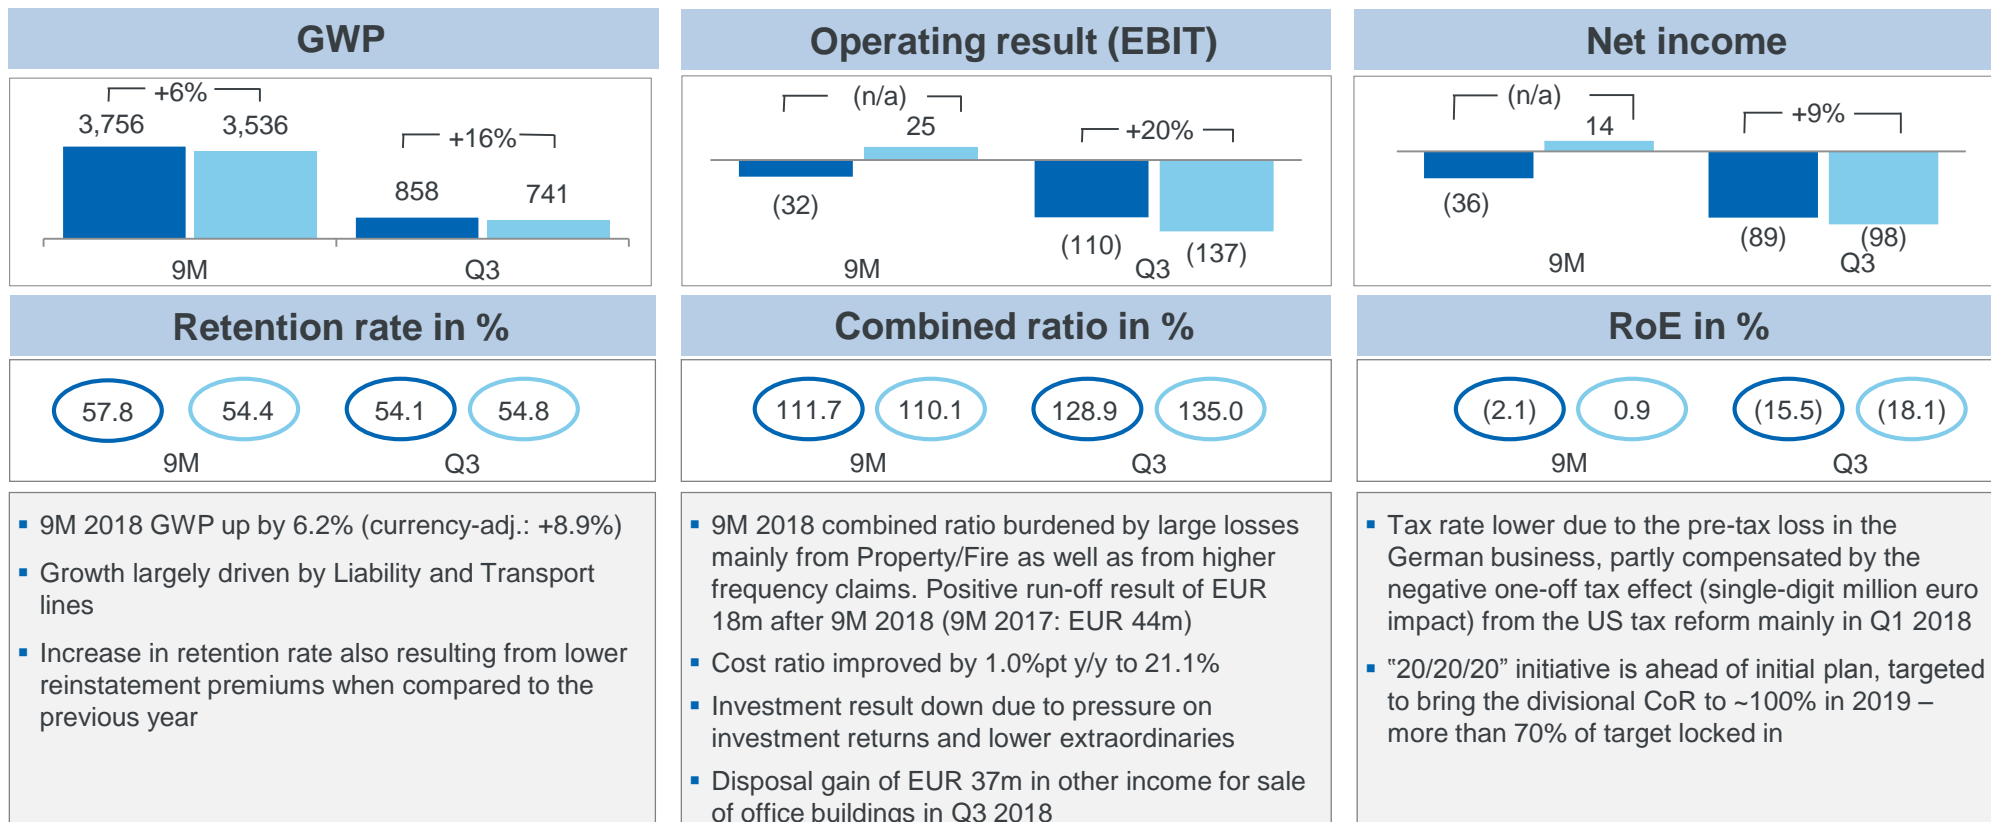 GWP
+6%
3,756
3,536
+16%
858
741
9M
Q3
Operating result (EBIT)
(n/a)
25
+20%
(32)
(110)
(137)
9M
Q3
Net income
(n/a)
14
+9%
(36)
(89)
(98)
9M
Q3
Retention rate in %
57.8
54.4
54.1
54.8
9M
Q3
Combined ratio in %
111.7
110.1
128.9
135.0
9M
Q3
RoE in %
(2.1)
0.9
(15.5)
(18.1)
9M
Q3
▪ 9M 2018 GWP up by 6.2% (currency-adj.: +8.9%)
▪ Growth largely driven by Liability and Transport
lines
▪ Increase in retention rate also resulting from lower
reinstatement premiums when compared to the
previous year
▪ 9M 2018 combined ratio burdened by large losses
mainly from Property/Fire as well as from higher
frequency claims. Positive run-off result of EUR
18m after 9M 2018 (9M 2017: EUR 44m)
▪ Cost ratio improved by 1.0%pt y/y to 21.1%
▪ Investment result down due to pressure on
investment returns and lower extraordinaries
▪ Disposal gain of EUR 37m in other income for sale
of office buildings in Q3 2018
▪ Tax rate lower due to the pre-tax loss in the
German business, partly compensated by the
negative one-off tax effect (single-digit million euro
impact) from the US tax reform mainly in Q1 2018
▪ “20/20/20” initiative is ahead of initial plan, targeted
to bring the divisional CoR to ~100% in 2019 –
more than 70% of target locked in